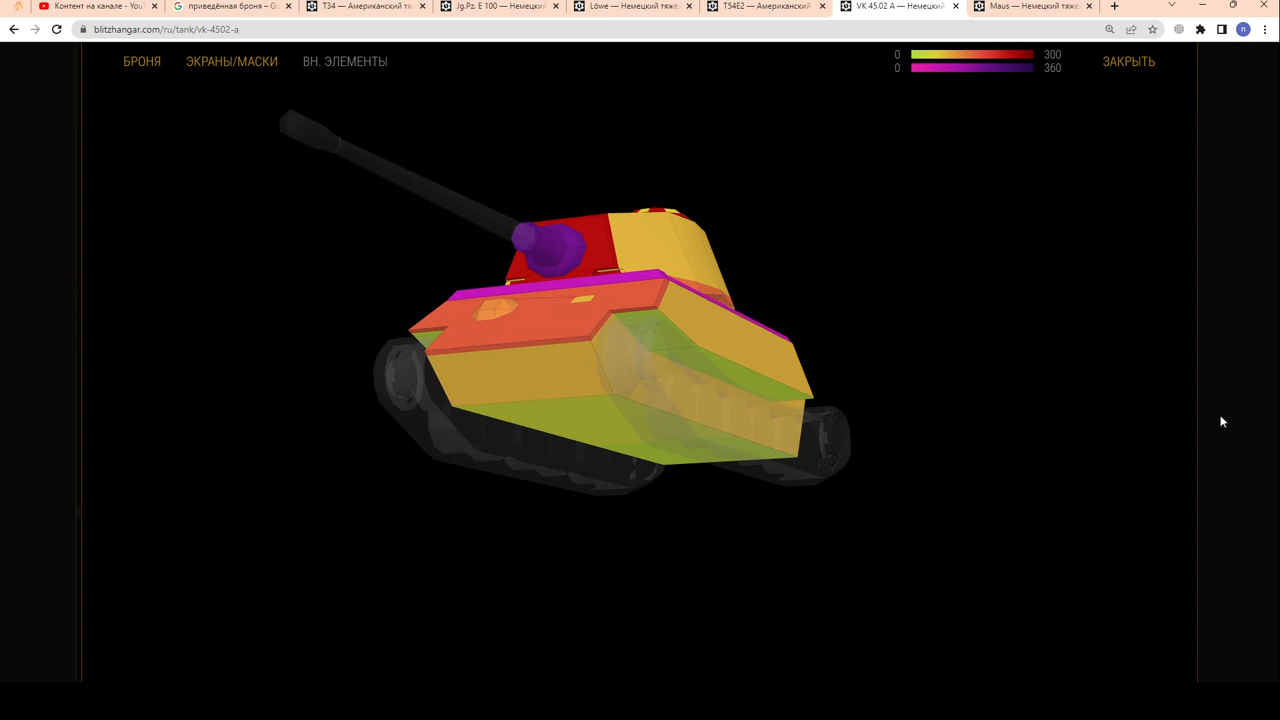 Контент на канале - YouT
приведённая броня – Go
T34 — Американский тя
Jg.Pz. E 100 — Немецкий
Löwe — Немецкий тяжё
T54E2 — Американский
VK 45.02 A — Немецкий
Maus — Немецкий тяжё
blitzhangar.com/ru/tank/vk-4502-a
n
БРОНЯ ЭКРАНЫ/МАСКИ ВН. ЭЛЕМЕНТЫ
0 300
0 360
ЗАКРЫТЬ